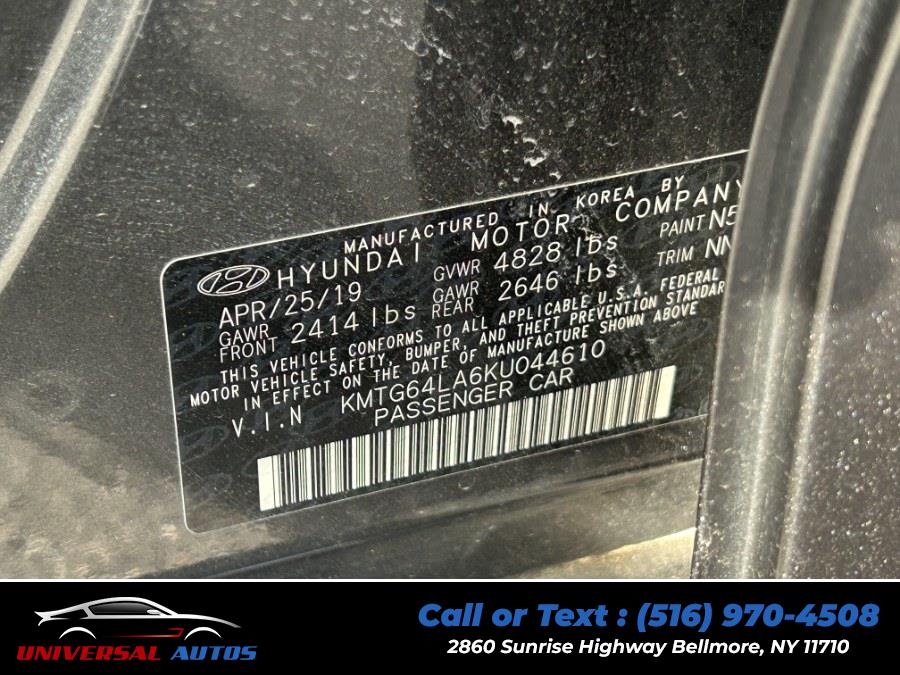 MANUFACTURED IN KOREA BY
HYUNDAI MOTOR COMPANY
APR/25/19 GVWR 4828 lbs PAINT N5
GAWR FRONT 2414 lbs GAWR REAR 2646 lbs TRIM NN
THIS VEHICLE CONFORMS TO ALL APPLICABLE U.S.A. FEDERAL
MOTOR VEHICLE SAFETY, BUMPER, AND THEFT PREVENTION STANDAR
IN EFFECT ON THE DATE OF MANUFACTURE SHOWN ABOVE
V.I.N KMTG64LA6KU044610
PASSENGER CAR
UNIVERSAL AUTOS
Call or Text : (516) 970-4508
2860 Sunrise Highway Bellmore, NY 11710